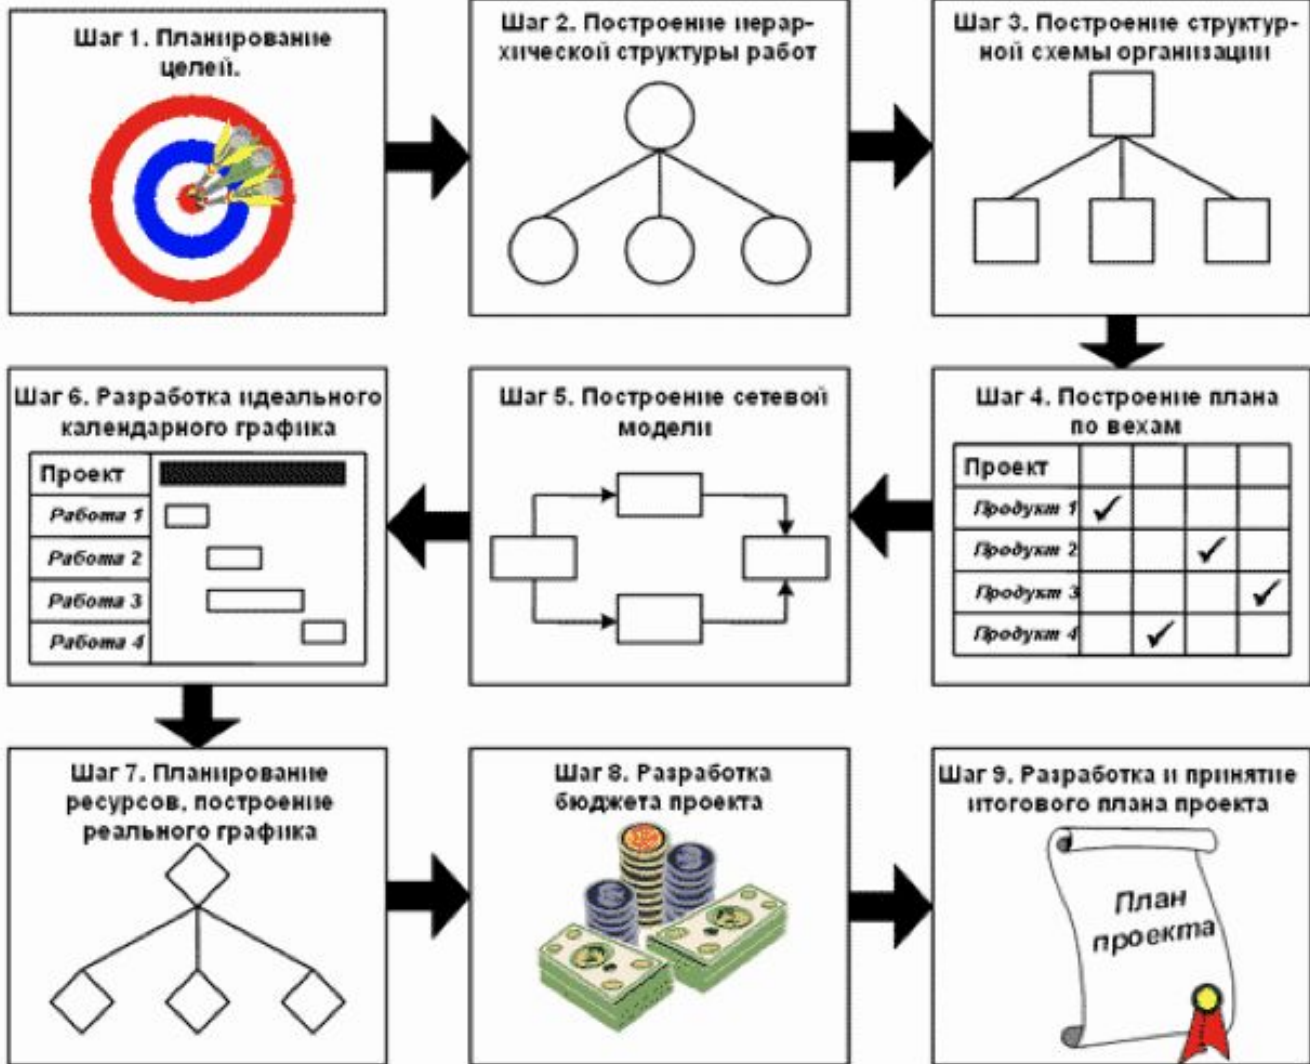 Шаг 1. Планирование
целей.
Шаг 2. Построение иерар-
хической структуры работ
Шаг 3. Построение структур-
ной схемы организации
Шаг 4. Построение плана
по вехам
Проект
Продукт 1
Продукт 2
Продукт 3
Продукт 4
Шаг 5. Построение сетевой
модели
Шаг 6. Разработка идеального
календарного графика
Проект
Работа 1
Работа 2
Работа 3
Работа 4
Шаг 7. Планирование
ресурсов, построение
реального графика
Шаг 8. Разработка
бюджета проекта
Шаг 9. Разработка и принятие
итогового плана проекта
План
проекта